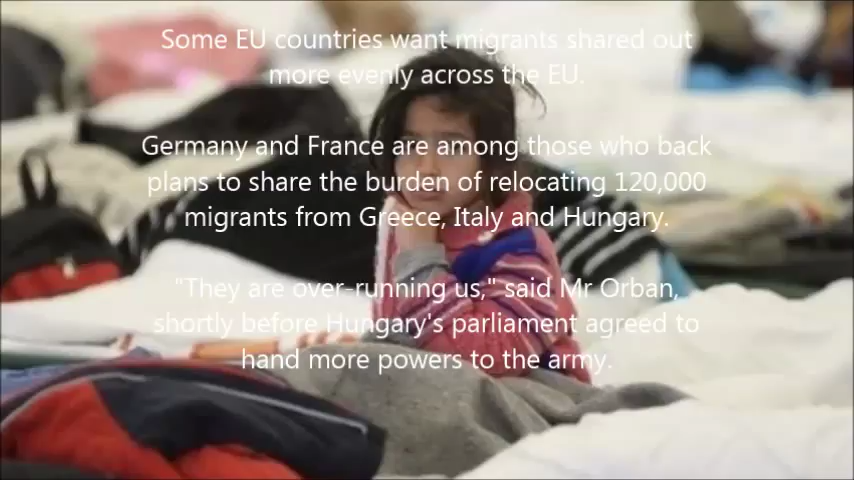 Some EU countries want migrants shared out
more evenly across the EU.
Germany and France are among those who back
plans to share the burden of relocating 120,000
migrants from Greece, Italy and Hungary.
"They are over-running us," said Mr Orban,
shortly before Hungary's parliament agreed to
hand more powers to the army.